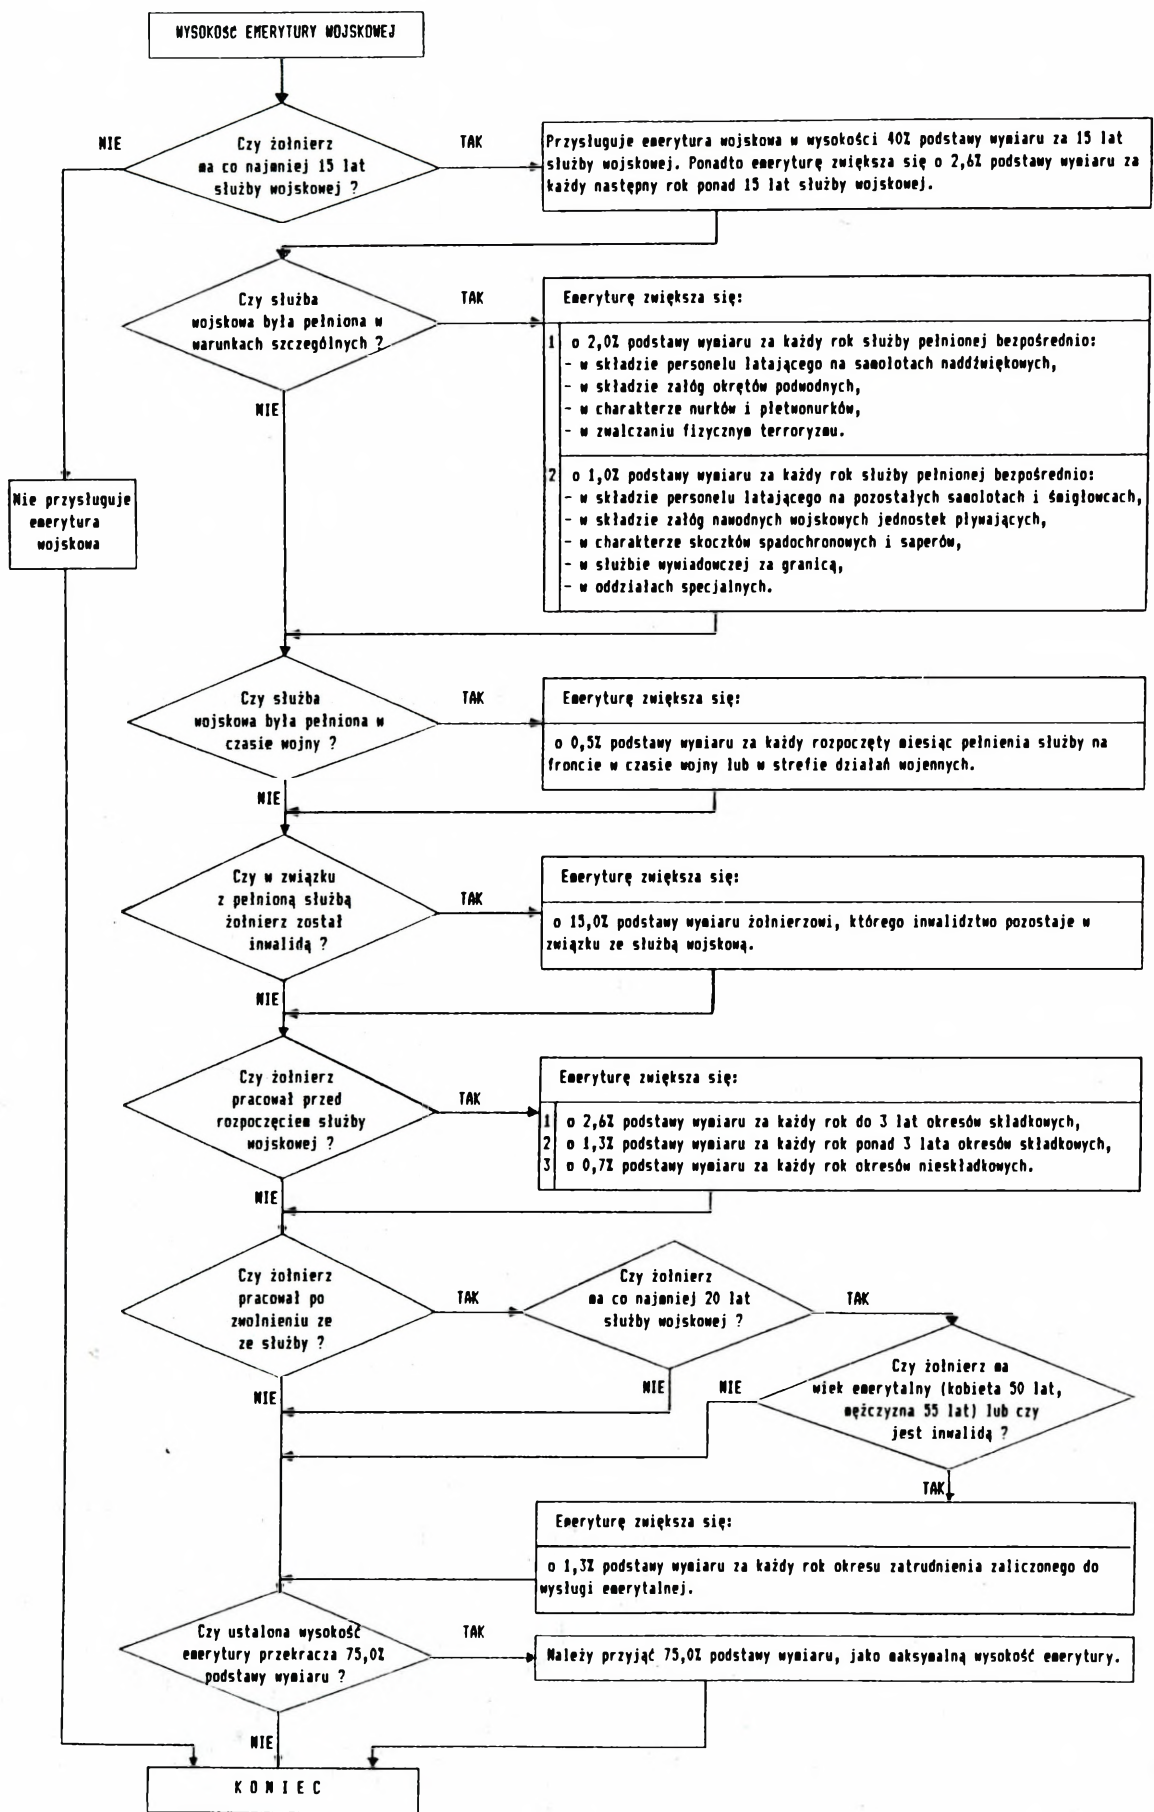 WYSOKOŚĆ EMERYTURY WOJSKOWEJ
NIE
Czy żołnierz
ma co najmniej 15 lat
służby wojskowej ?
TAK
Przysługuje emerytura wojskowa w wysokości 40% podstawy wymiaru za 15 lat
służby wojskowej. Ponadto emeryturę zwiększa się o 2,6% podstawy wymiaru za
każdy następny rok ponad 15 lat służby wojskowej.
Czy służba
wojskowa była pełniona w
warunkach szczególnych ?
TAK
NIE
Emeryturę zwiększa się:
1 o 2,0% podstawy wymiaru za każdy rok służby pełnionej bezpośrednio:
- w składzie personelu latającego na samolotach naddźwiękowych,
- w składzie załóg okrętów podwodnych,
- w charakterze nurków i płetwonurków,
- w zwalczaniu fizycznym terroryzmu.
2 o 1,0% podstawy wymiaru za każdy rok służby pełnionej bezpośrednio:
- w składzie personelu latającego na pozostałych samolotach i śmigłowcach,
- w składzie załóg nawodnych wojskowych jednostek pływających,
- w charakterze skoczków spadochronowych i saperów,
- w służbie wywiadowczej za granicą,
- w oddziałach specjalnych.
Nie przysługuje
emerytura
wojskowa
Czy służba
wojskowa była pełniona w
czasie wojny ?
TAK
NIE
Emeryturę zwiększa się:
o 0,5% podstawy wymiaru za każdy rozpoczęty miesiąc pełnienia służby na
froncie w czasie wojny lub w strefie działań wojennych.
Czy w związku
z pełnioną służbą
żołnierz został
inwalidą ?
TAK
NIE
Emeryturę zwiększa się:
o 15,0% podstawy wymiaru żołnierzowi, którego inwalidztwo pozostaje w
związku ze służbą wojskową.
Czy żołnierz
pracował przed
rozpoczęciem służby
wojskowej ?
TAK
NIE
Emeryturę zwiększa się:
1 o 2,6% podstawy wymiaru za każdy rok do 3 lat okresów składkowych,
2 o 1,3% podstawy wymiaru za każdy rok ponad 3 lata okresów składkowych,
3 o 0,7% podstawy wymiaru za każdy rok okresów nieskładkowych.
Czy żołnierz
pracował po
zwolnieniu ze
ze służby ?
TAK
NIE
Czy żołnierz
ma co najmniej 20 lat
służby wojskowej ?
TAK
NIE
Czy żołnierz ma
wiek emerytalny (kobieta 50 lat,
mężczyzna 55 lat) lub czy
jest inwalidą ?
NIE
TAK
Emeryturę zwiększa się:
o 1,3% podstawy wymiaru za każdy rok okresu zatrudnienia zaliczonego do
wysługi emerytalnej.
Czy ustalona wysokość
emerytury przekracza 75,0%
podstawy wymiaru ?
TAK
NIE
Należy przyjąć 75,0% podstawy wymiaru, jako maksymalną wysokość emerytury.
K O N I E C